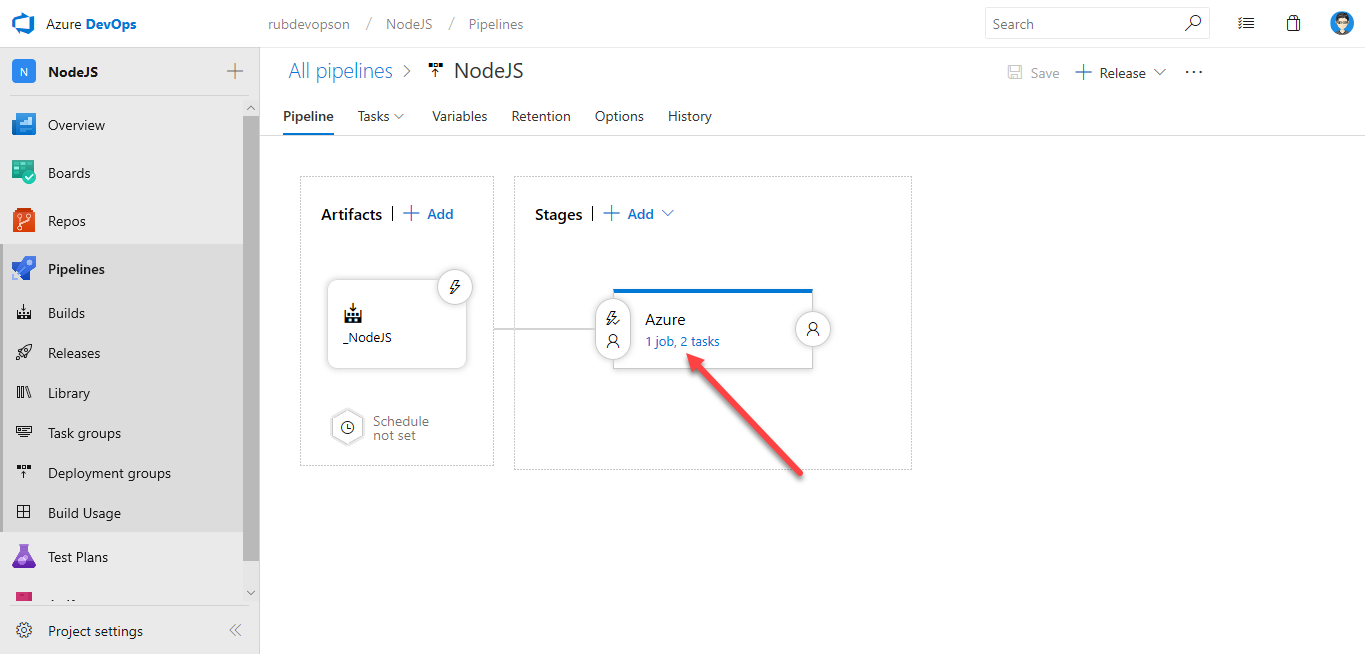 Azure DevOps
rubdevopson / NodeJS / Pipelines
Search
N NodeJS
Overview
Boards
Repos
Pipelines
Builds
Releases
Library
Task groups
Deployment groups
Build Usage
Test Plans
Project settings
All pipelines > NodeJS
Save
Release
Pipeline Tasks Variables Retention Options History
Artifacts | + Add
_NodeJS
Schedule
not set
Stages | + Add
Azure
1 job, 2 tasks